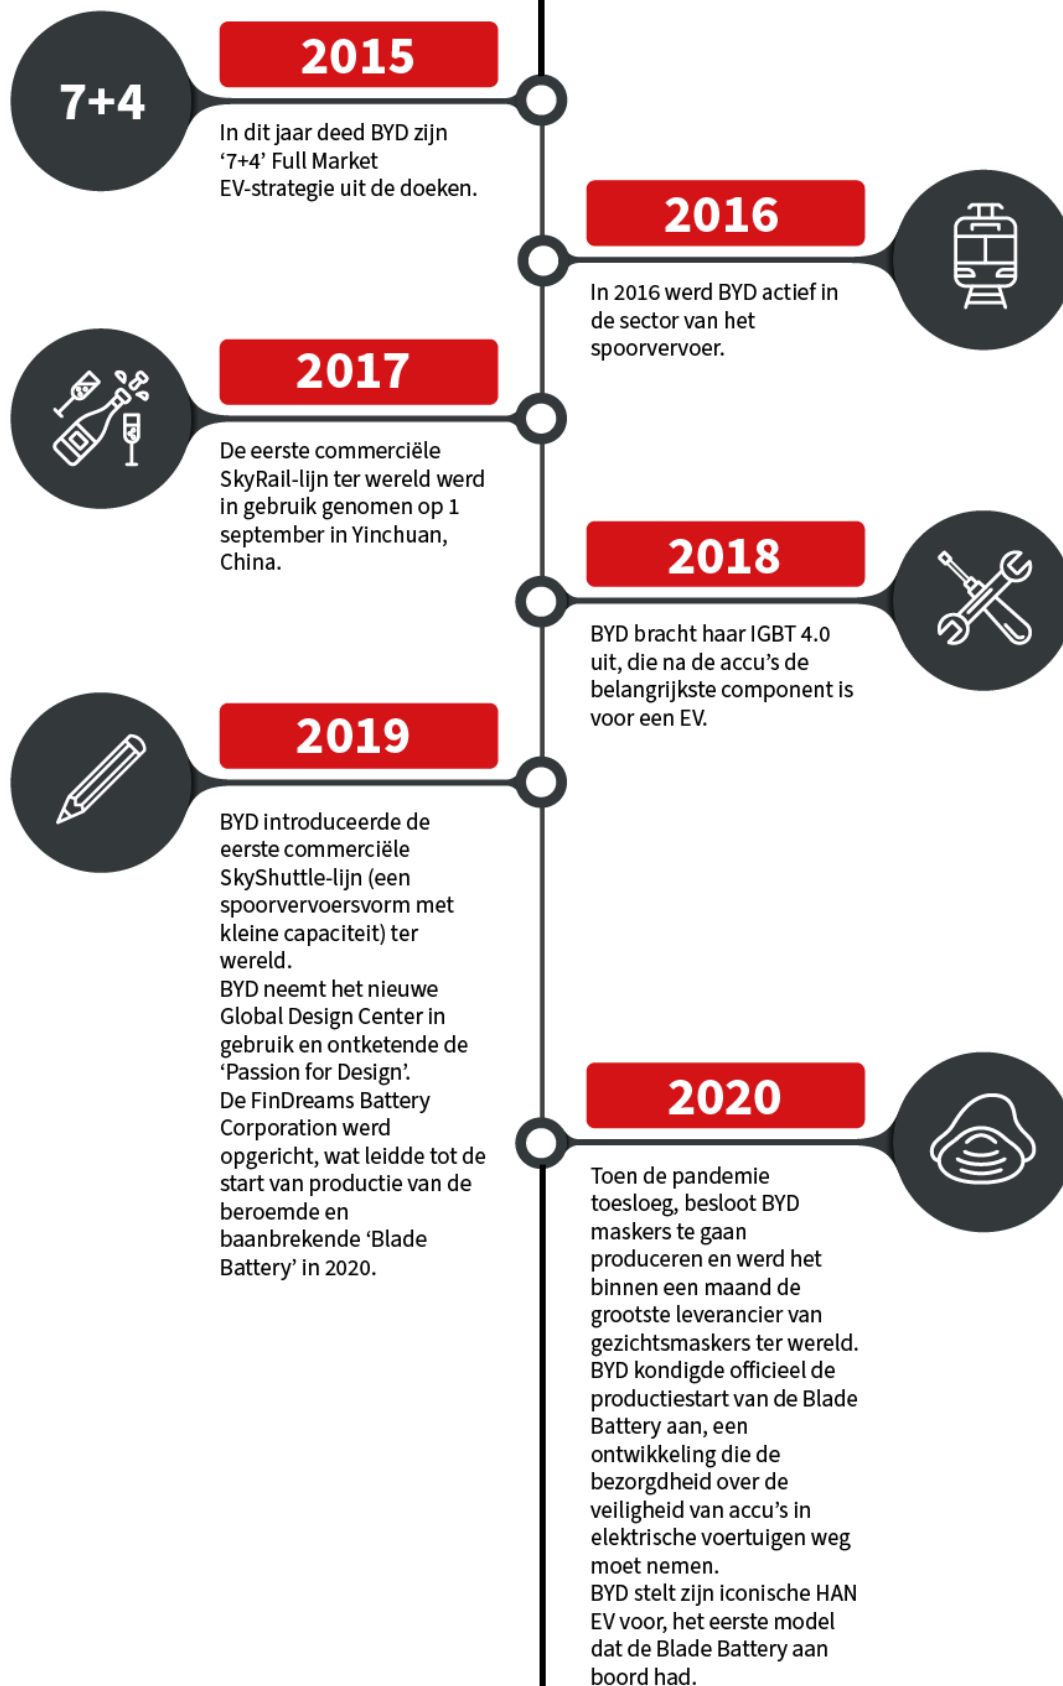 7+4
2015
In dit jaar deed BYD zijn
‘7+4’ Full Market
EV-strategie uit de doeken.
2016
In 2016 werd BYD actief in
de sector van het
spoorvervoer.
2017
De eerste commerciële
SkyRail-lijn ter wereld werd
in gebruik genomen op 1
september in Yinchuan,
China.
2018
BYD bracht haar IGBT 4.0
uit, die na de accu’s de
belangrijkste component is
voor een EV.
2019
BYD introduceerde de
eerste commerciële
SkyShuttle-lijn (een
spoorvervoersvorm met
kleine capaciteit) ter
wereld.
BYD neemt het nieuwe
Global Design Center in
gebruik en ontketende de
‘Passion for Design’.
De FinDreams Battery
Corporation werd
opgericht, wat leidde tot de
start van productie van de
beroemde en
baanbrekende ‘Blade
Battery’ in 2020.
2020
Toen de pandemie
toesloeg, besloot BYD
maskers te gaan
produceren en werd het
binnen een maand de
grootste leverancier van
gezichtsmaskers ter wereld.
BYD kondigde officieel de
productiestart van de Blade
Battery aan, een
ontwikkeling die de
bezorgdheid over de
veiligheid van accu’s in
elektrische voertuigen weg
moet nemen.
BYD stelt zijn iconische HAN
EV voor, het eerste model
dat de Blade Battery aan
boord had.